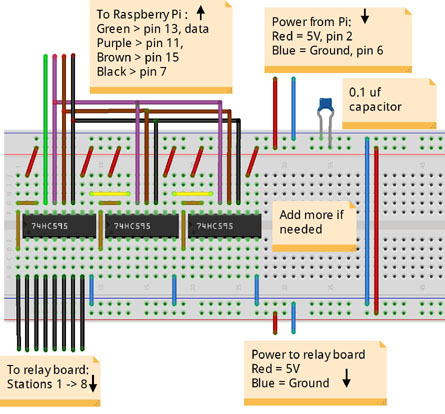 To Raspberry Pi :
Green > pin 13, data
Purple > pin 11,
Brown > pin 15
Black > pin 7
Power from Pi:
Red = 5V, pin 2
Blue = Ground, pin 6
0.1 uf
capacitor
74HC595
74HC595
74HC595
Add more if
needed
To relay board:
Stations 1 -> 8
Power to relay board
Red = 5V
Blue = Ground